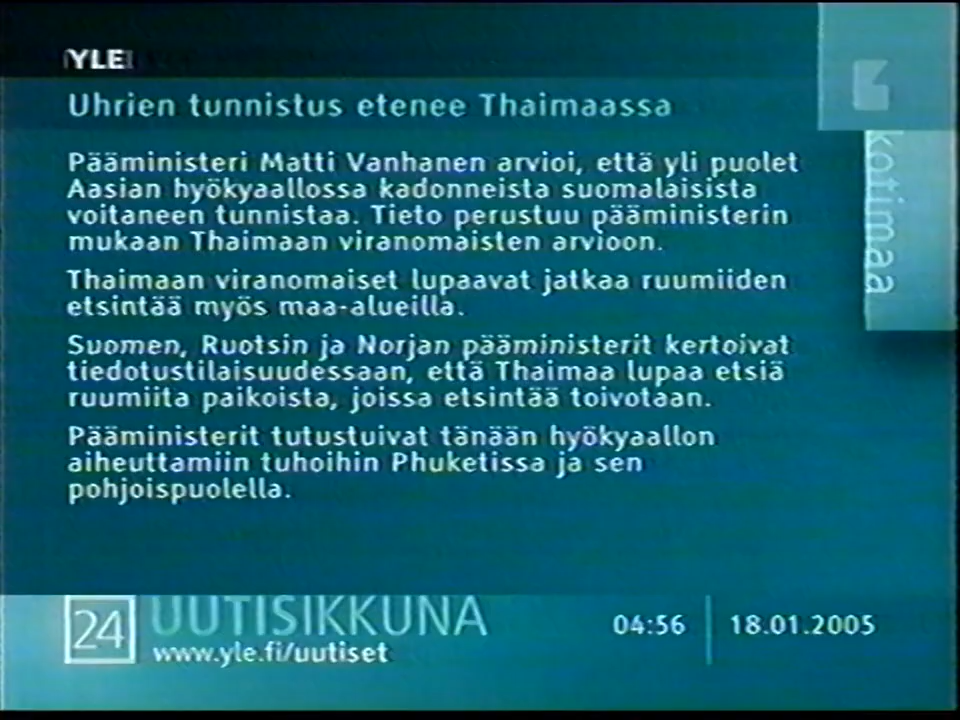 YLE
Uhrien tunnistus etenee Thaimaassa
Pääministeri Matti Vanhanen arvioi, että yli puolet
Aasian hyökyaallossa kadonneista suomalaisista
voitaneen tunnistaa. Tieto perustuu pääministerin
mukaan Thaimaan viranomaisten arvioon.
Thaimaan viranomaiset lupaavat jatkaa ruumiiden
etsintää myös maa-alueilla.
Suomen, Ruotsin ja Norjan pääministerit kertoivat
tiedotustilaisuudessaan, että Thaimaa lupaa etsiä
ruumiita paikoista, joissa etsintää toivotaan.
Pääministerit tutustuivat tänään hyökyaallon
aiheuttamiin tuhoihin Phuketissa ja sen
pohjoispuolella.
kotimaa
24 UUTISIKKUNA
www.yle.fi/uutiset
04:56 18.01.2005